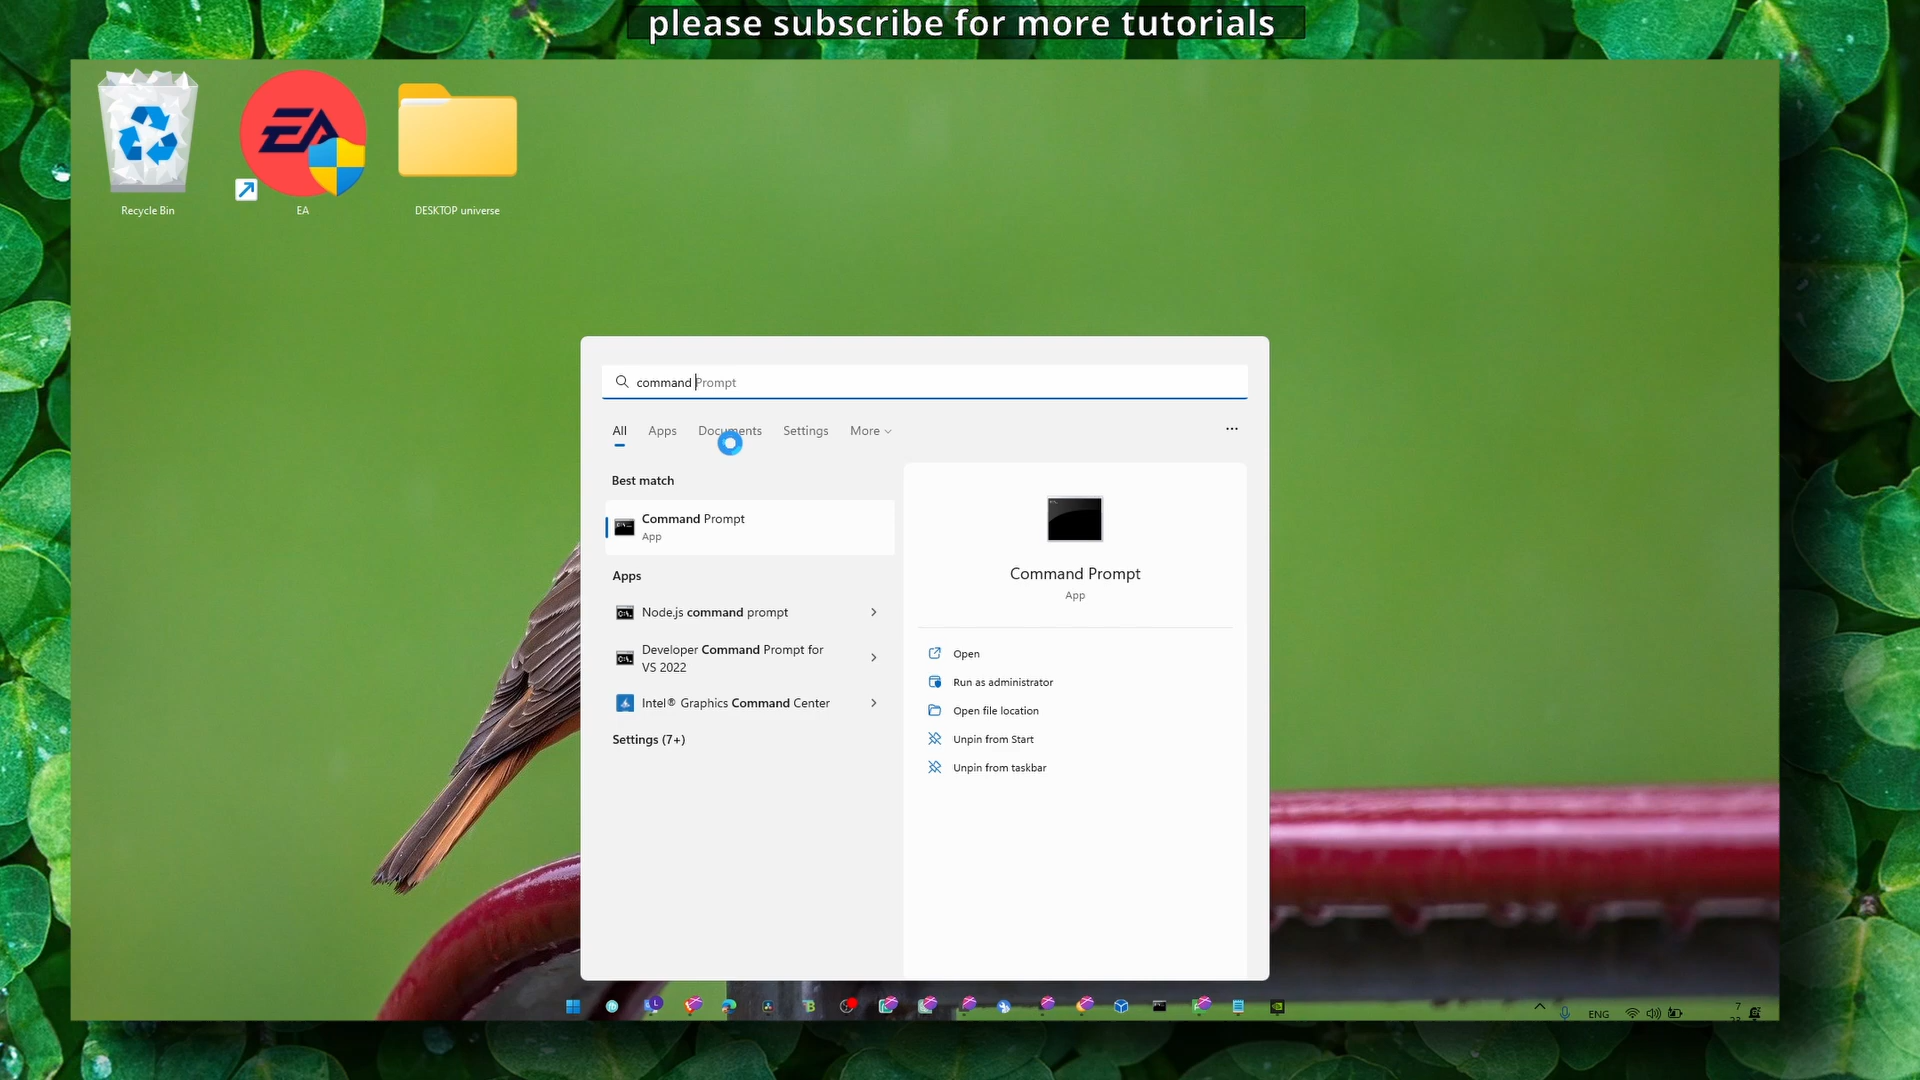 please subscribe for more tutorials
EA
Recycle Bin
EA
DESKTOP universe
command Prompt
All
Apps
Documents
Settings
More
Best match
Command Prompt
App
Apps
Node.js command prompt
Developer Command Prompt for
VS 2022
Intel® Graphics Command Center
Settings (7+)
Command Prompt
App
Open
Run as administrator
Open file location
Unpin from Start
Unpin from taskbar
ENG
7